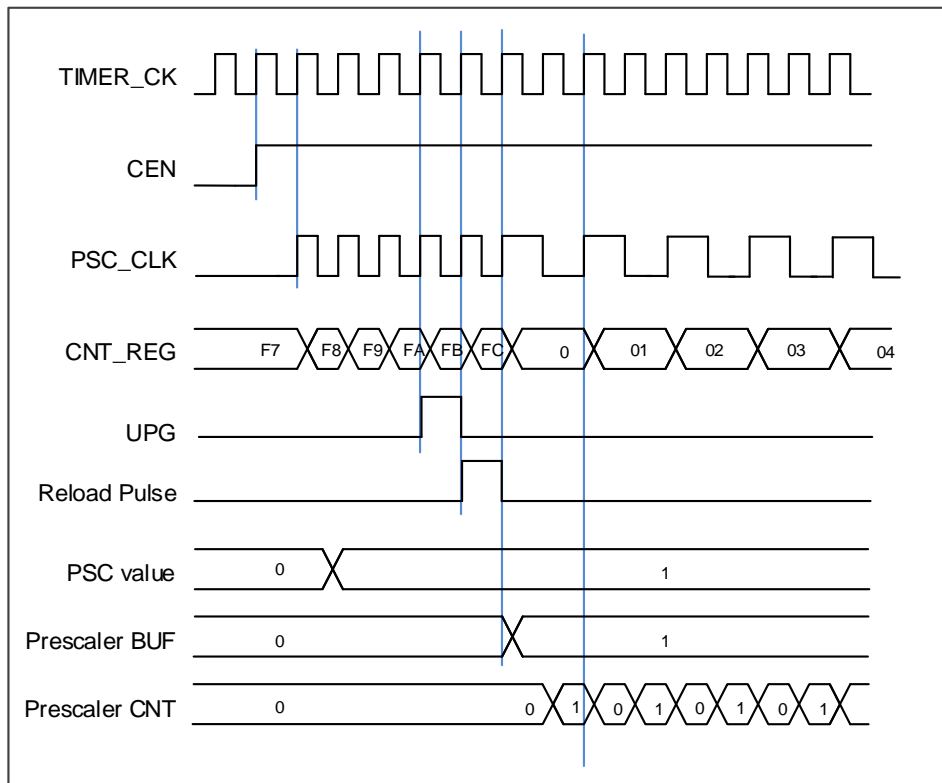 TIMER_CK
CEN
PSC_CLK
CNT_REG F7 F8 F9 FA FB FC 0 01 02 03 04
UPG
Reload Pulse
PSC value 0 1
Prescaler BUF 0 1
Prescaler CNT 0 0 1 0 1 0 1 0 1